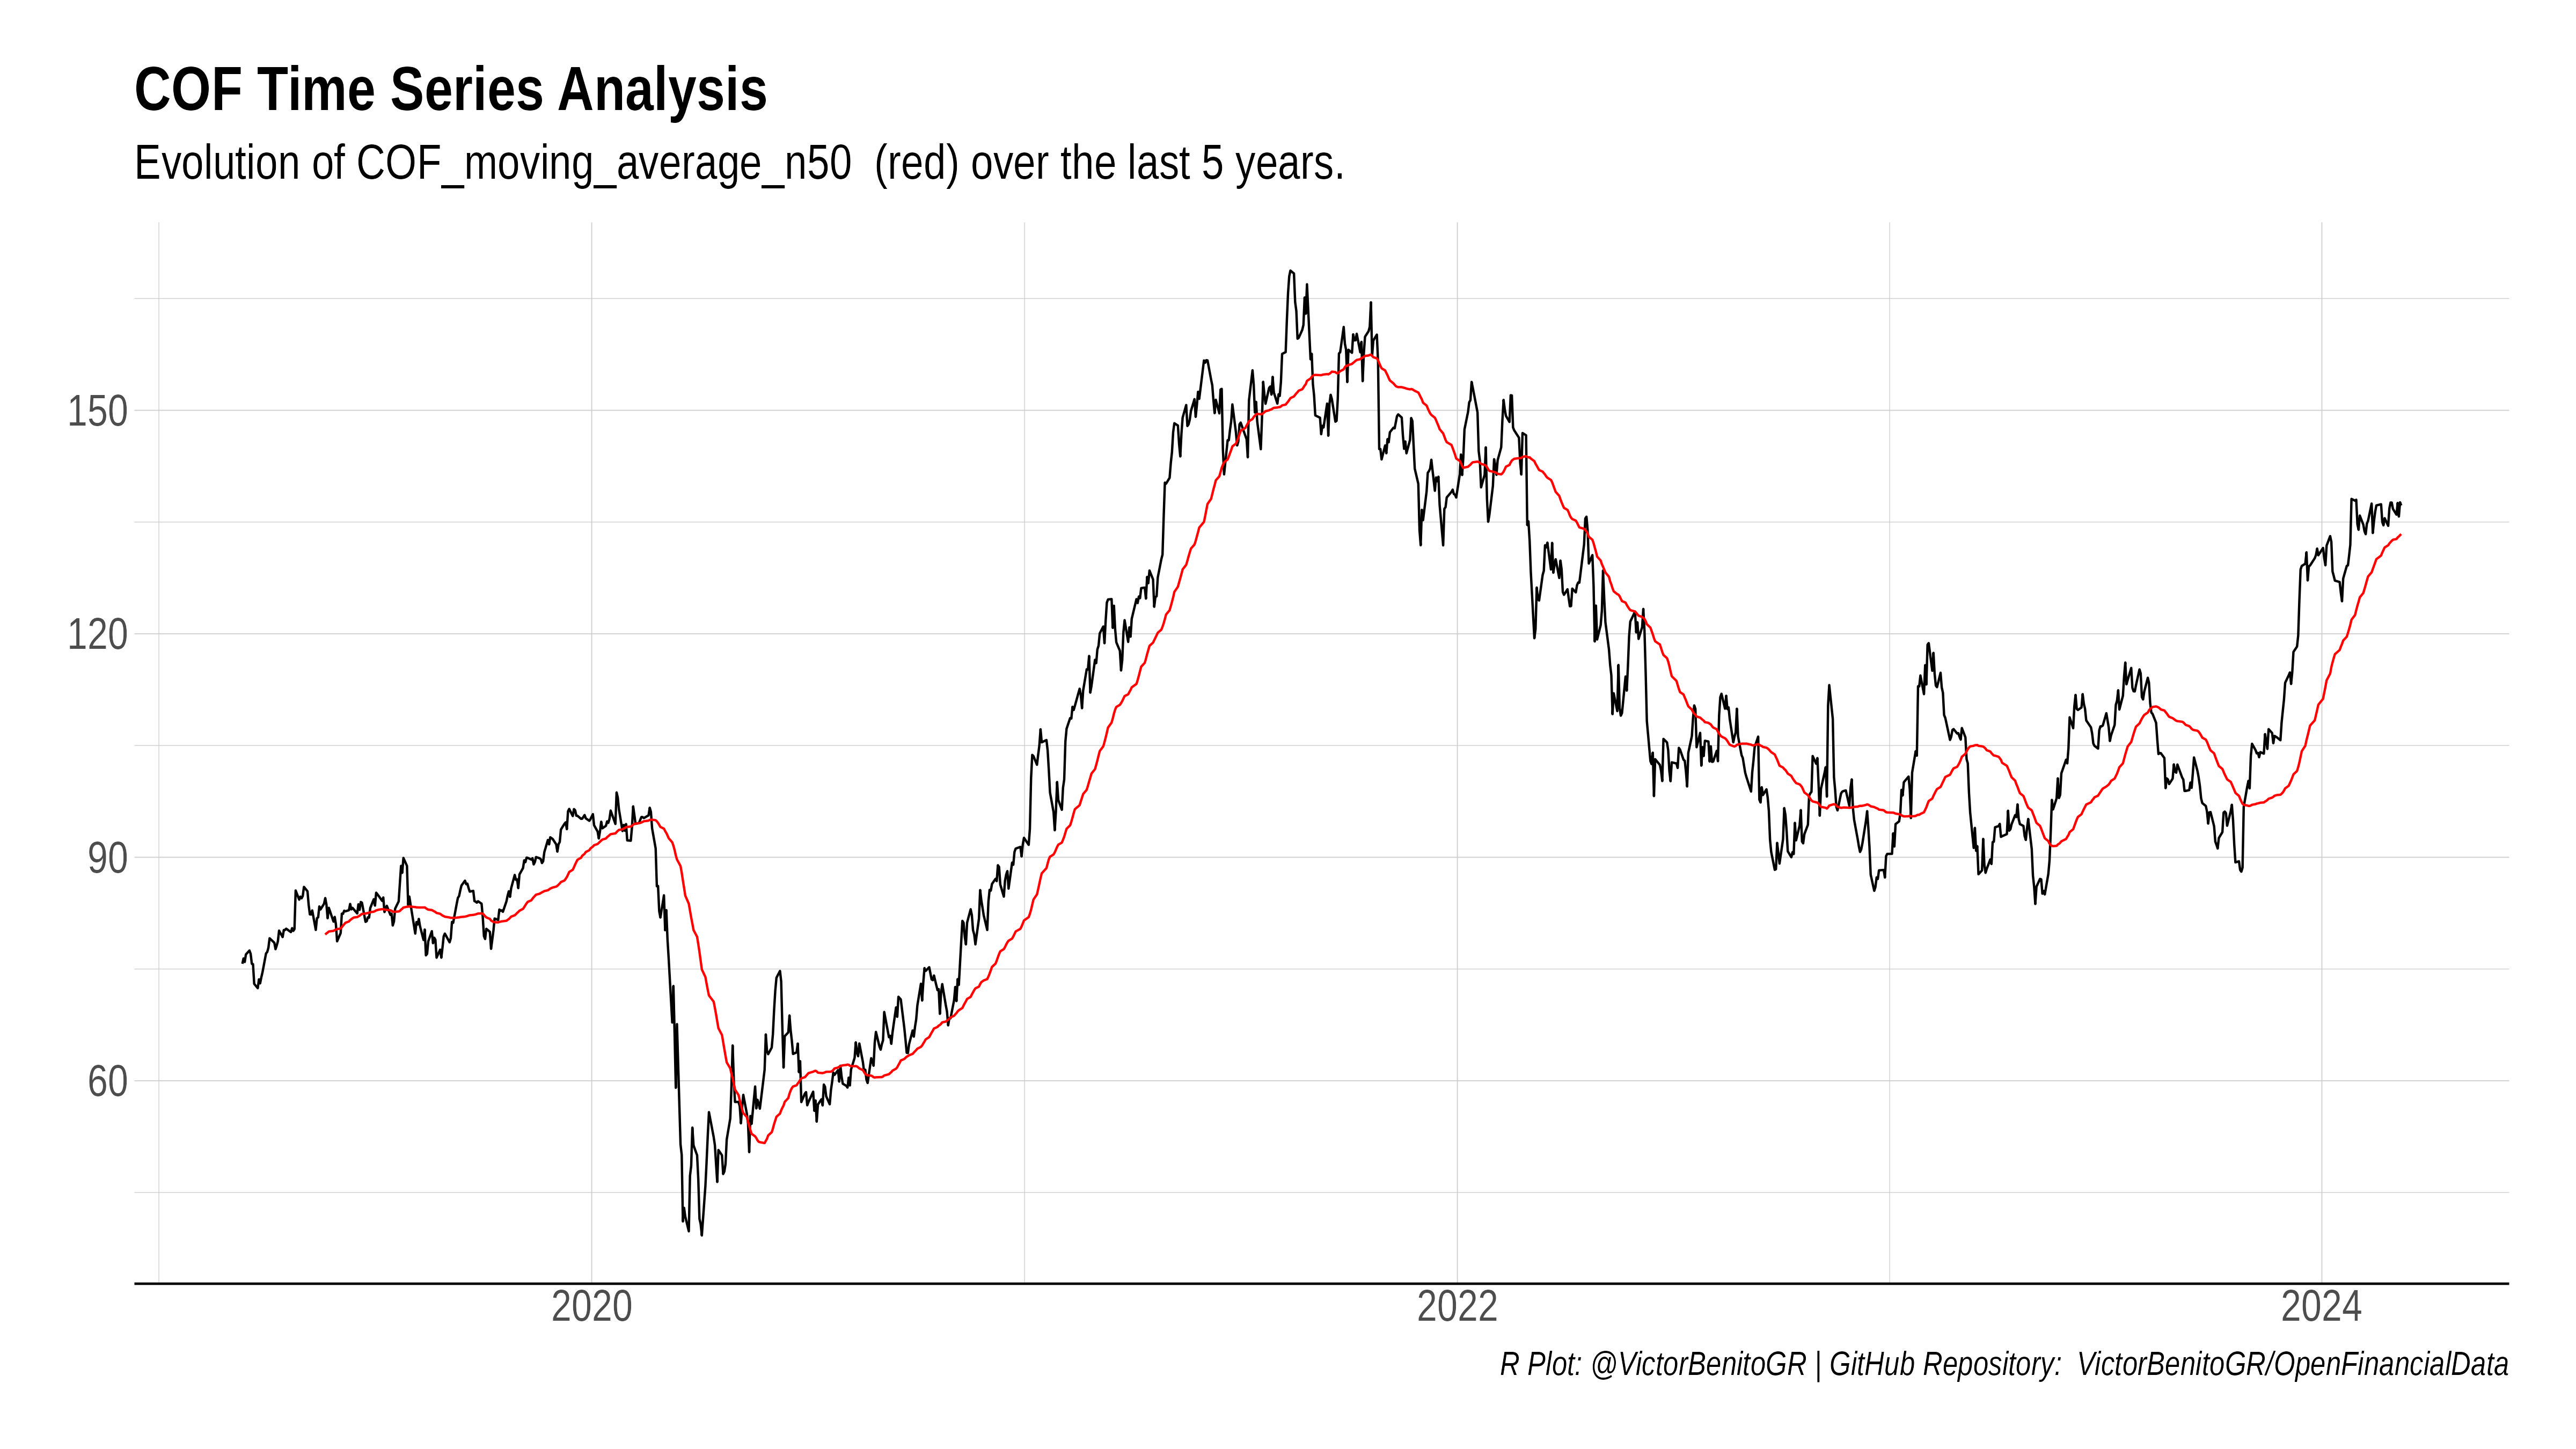 COF Time Series Analysis
Evolution of COF_moving_average_n50  (red) over the last 5 years.
150
120
90
60
2020 2022 2024
R Plot: @VictorBenitoGR | GitHub Repository:  VictorBenitoGR/OpenFinancialData